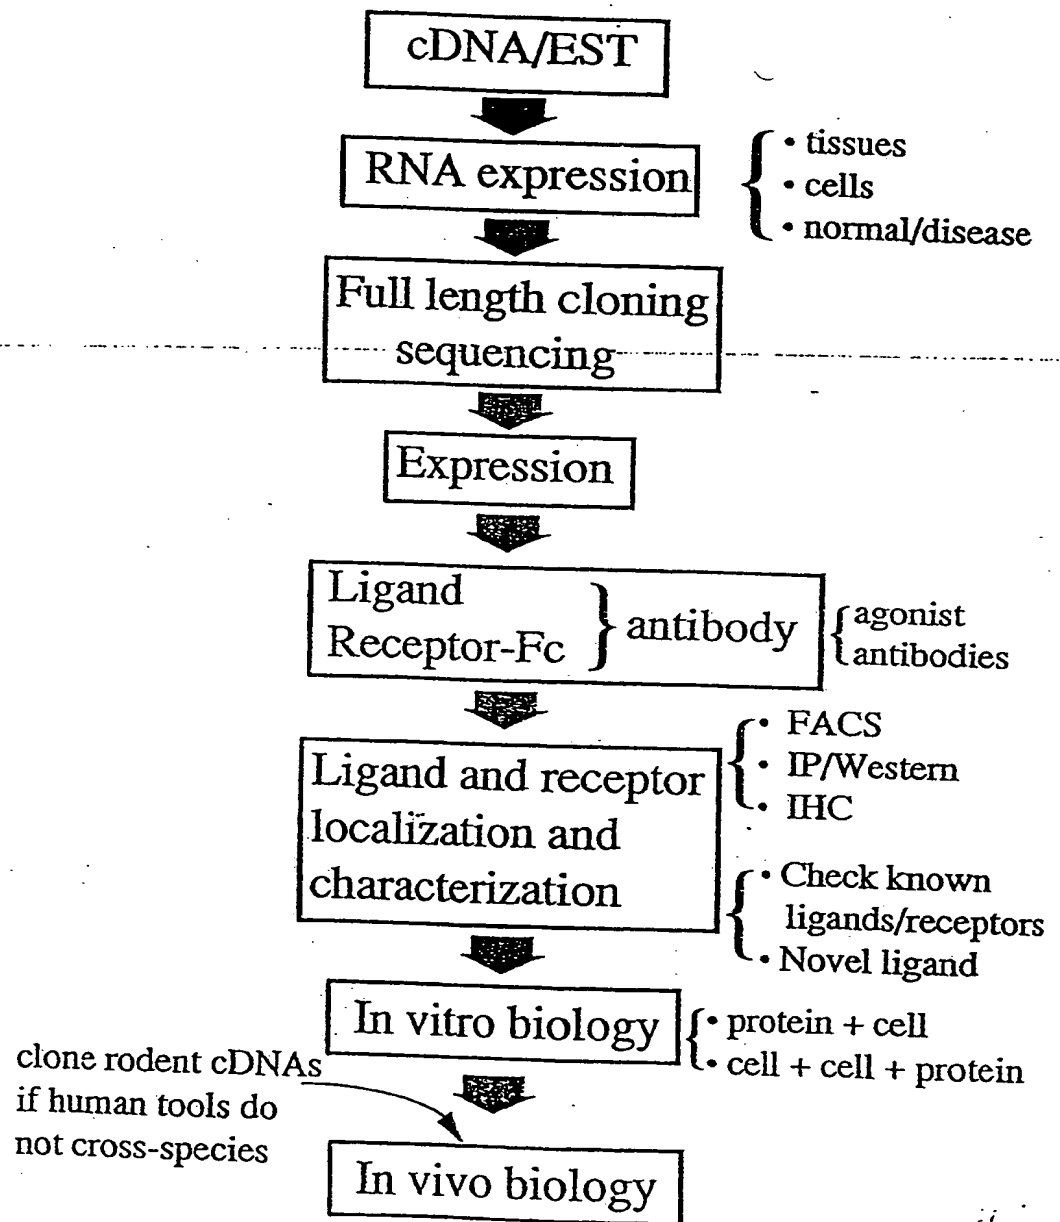 cDNA/EST
RNA expression
• tissues
• cells
• normal/disease
Full length cloning
sequencing
Expression
Ligand
Receptor-Fc
antibody
agonist
antibodies
Ligand and receptor
localization and
characterization
• FACS
• IP/Western
• IHC
• Check known
ligands/receptors
• Novel ligand
In vitro biology
• protein + cell
• cell + cell + protein
clone rodent cDNAs
if human tools do
not cross-species
In vivo biology